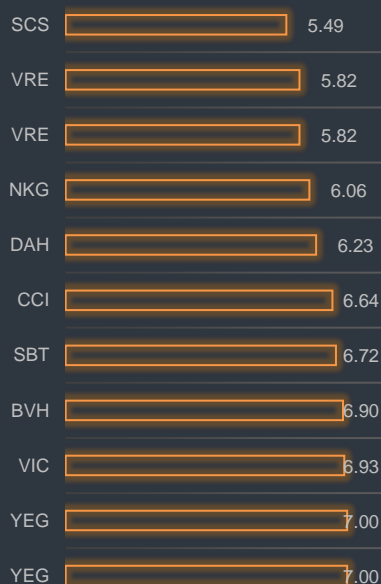 SCS 5.49
VRE 5.82
VRE 5.82
NKG 6.06
DAH 6.23
CCI 6.64
SBT 6.72
BVH 6.90
VIC 6.93
YEG 7.00
YEG 7.00